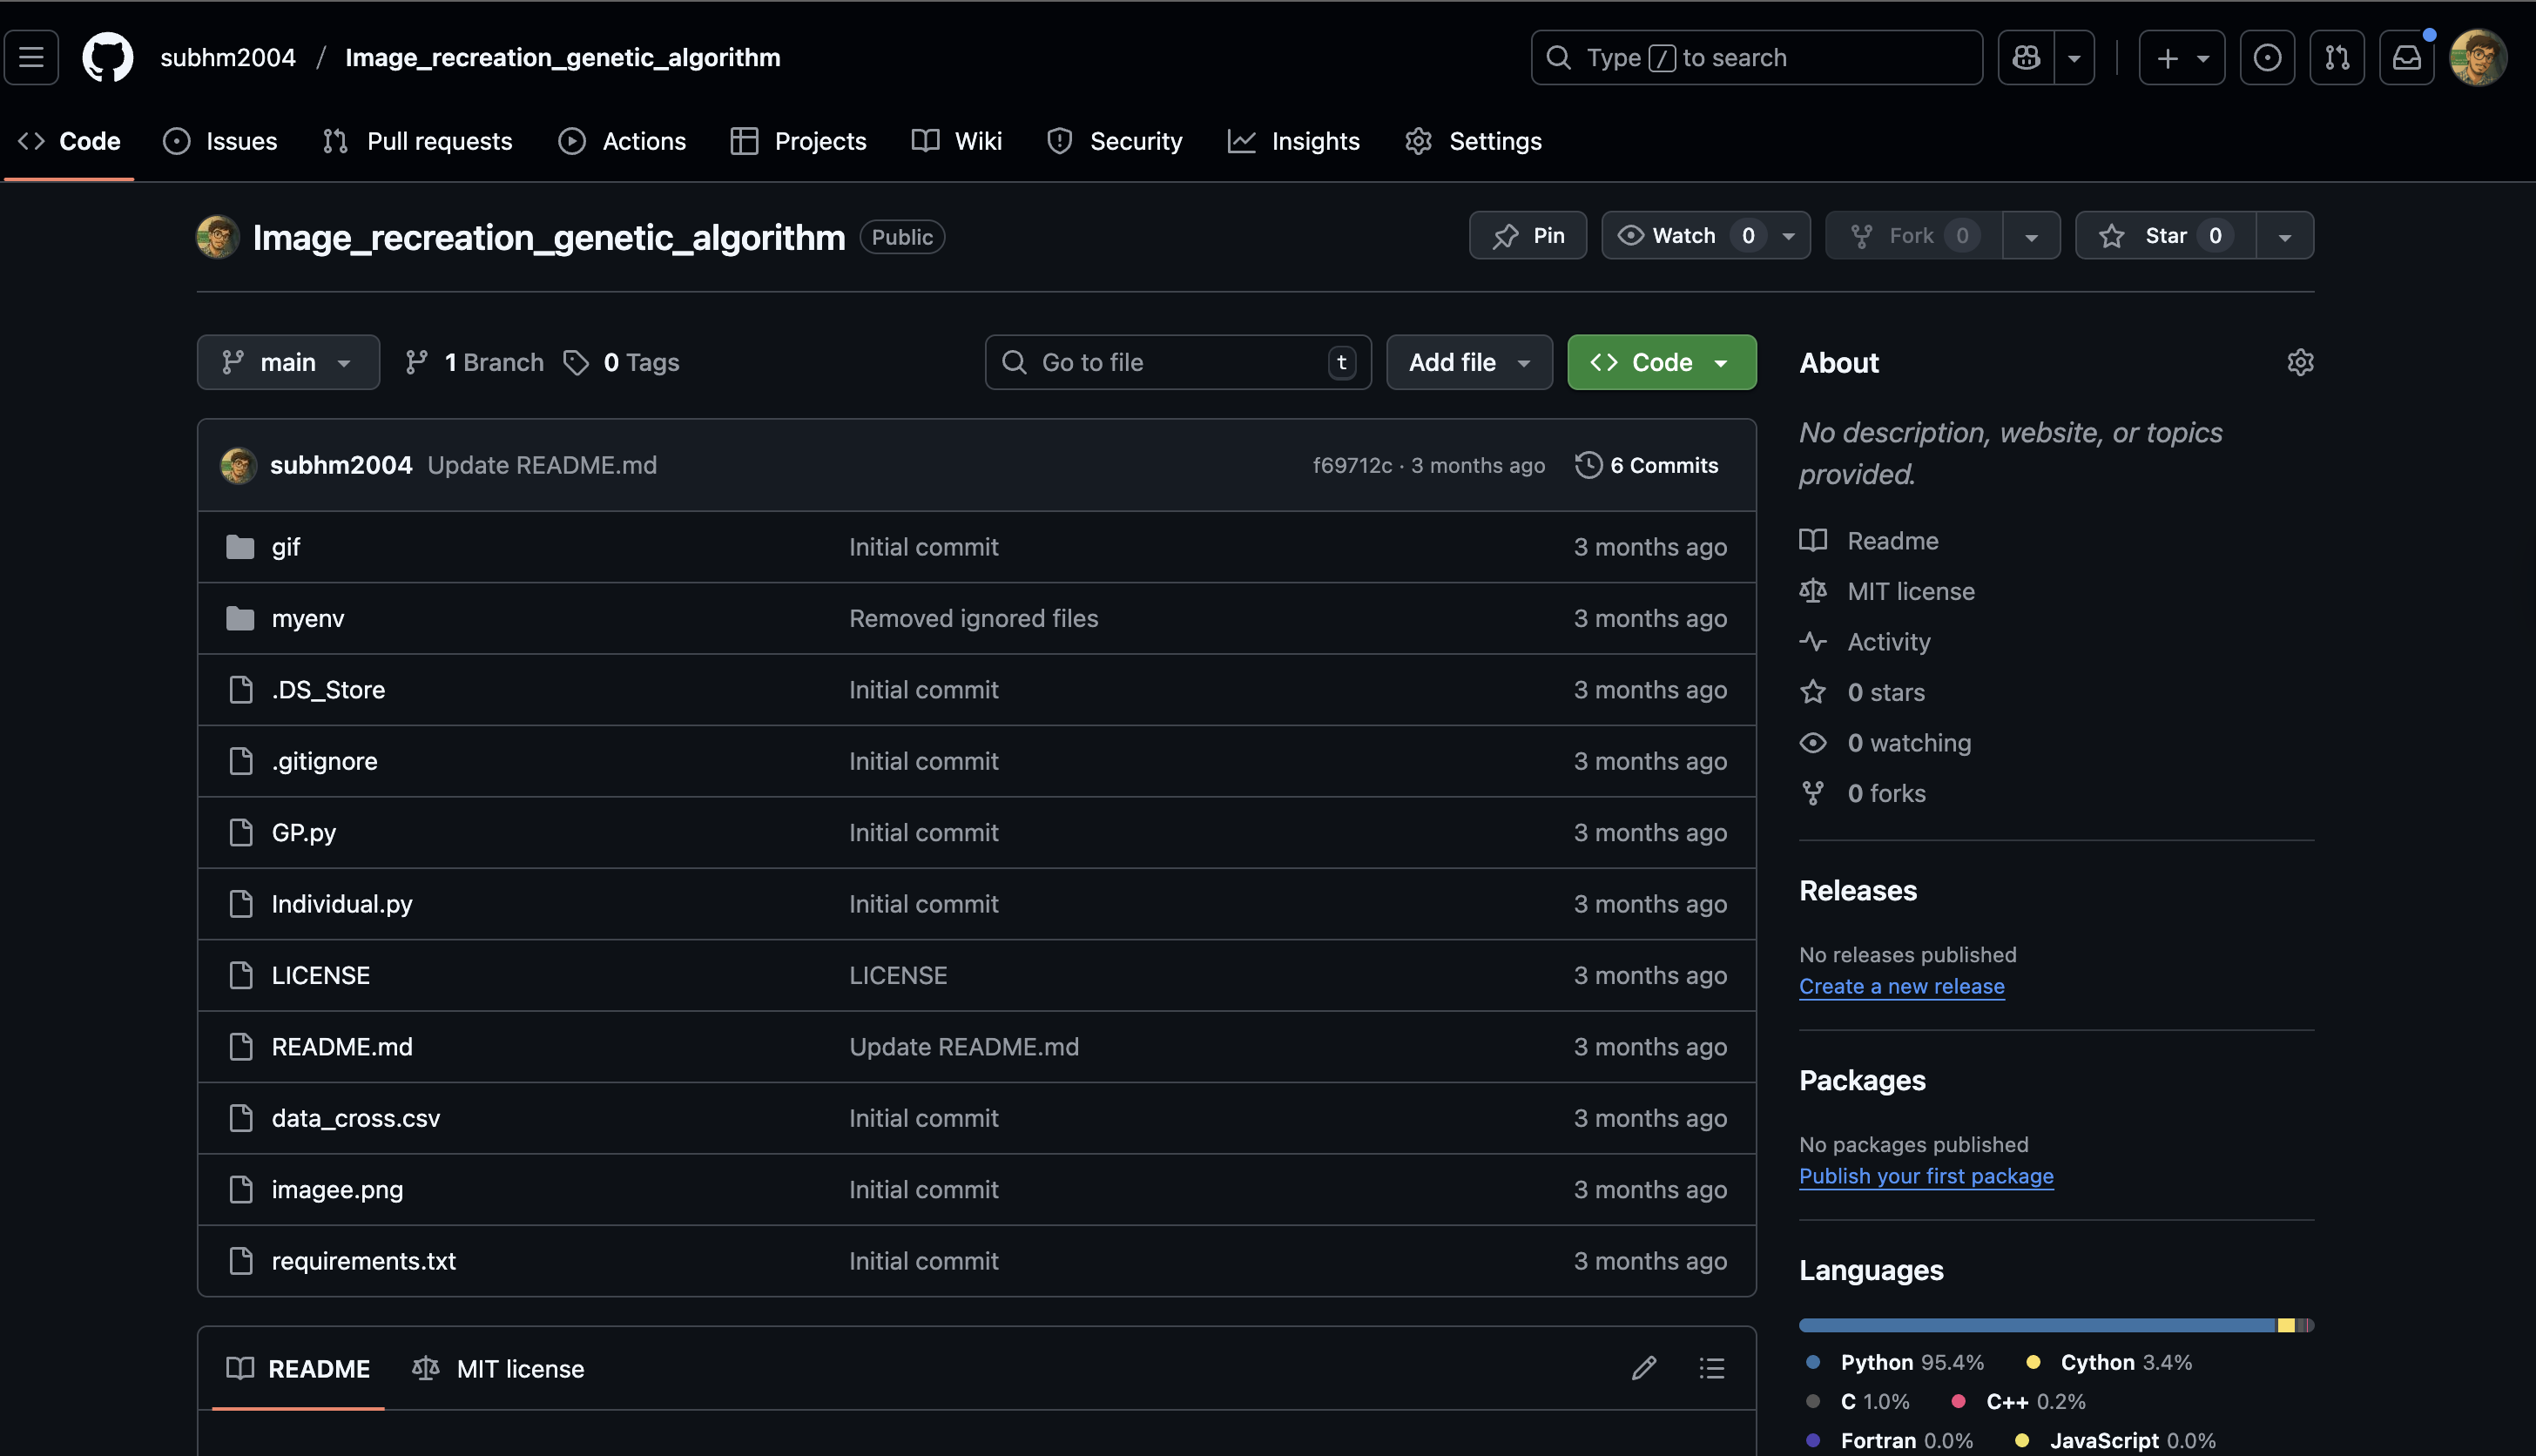 subhm2004 / Image_recreation_genetic_algorithm
Type / to search
Code Issues Pull requests Actions Projects Wiki Security Insights Settings
Image_recreation_genetic_algorithm Public
Pin Watch 0 Fork 0 Star 0
main 1 Branch 0 Tags
Go to file t Add file Code
subhm2004 Update README.md f69712c · 3 months ago 6 Commits
gif Initial commit 3 months ago
myenv Removed ignored files 3 months ago
.DS_Store Initial commit 3 months ago
.gitignore Initial commit 3 months ago
GP.py Initial commit 3 months ago
Individual.py Initial commit 3 months ago
LICENSE LICENSE 3 months ago
README.md Update README.md 3 months ago
data_cross.csv Initial commit 3 months ago
imagee.png Initial commit 3 months ago
requirements.txt Initial commit 3 months ago
README MIT license
About
No description, website, or topics
provided.
Readme
MIT license
Activity
0 stars
0 watching
0 forks
Releases
No releases published
Create a new release
Packages
No packages published
Publish your first package
Languages
Python 95.4% Cython 3.4%
C 1.0% C++ 0.2%
Fortran 0.0% JavaScript 0.0%